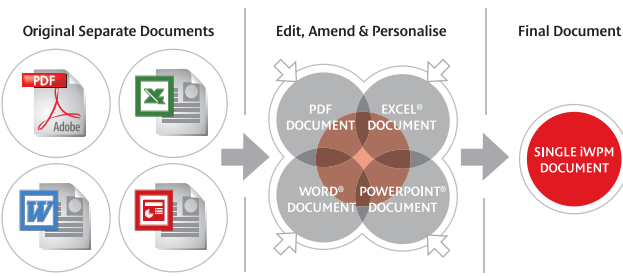 Original Separate Documents
Edit, Amend & Personalise
Final Document
PDF
Adobe
W
PDF
DOCUMENT
EXCEL®
DOCUMENT
WORD®
DOCUMENT
POWERPOINT®
DOCUMENT
SINGLE iWPM
DOCUMENT